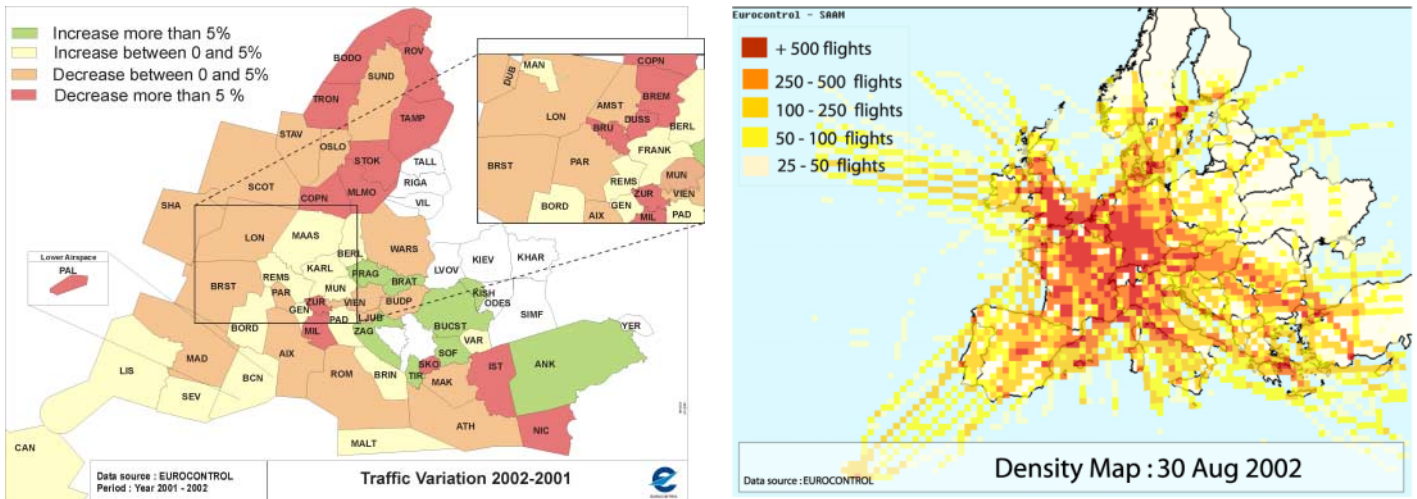 Increase more than 5%
Increase between 0 and 5%
Decrease between 0 and 5%
Decrease more than 5 %
BODO
ROV
SUND
TRON
TAMP
STAV
OSLO
STOK
TALL
SCOT
RIGA
COPN
MLMO
VIL
SHA
LON
MAAS
BERL
WARS
Lower Airspace
PAL
BRST
REMS
KARL
PRAG
BRAT
LVOV
KIEV
KHAR
PAR
MUN
GEN
ZUR
VIEN
BUDP
KISH
ODES
SIMF
BORD
MIL
PAD
LJUB
ZAG
BUCST
VAR
YER
MAD
AIX
SOF
SKO
LIS
BCN
ROM
BRIN
TIR
MAK
IST
ANK
SEV
ATH
MALT
NIC
CAN
MAN
COPN
DUB
LON
AMST
BREM
BRU
DUSS
BERL
BRST
PAR
FRANK
REMS
MUN
ZUR
VIEN
BORD
GEN
AIX
MIL
PAD
Data source : EUROCONTROL
Period : Year 2001 - 2002
Traffic Variation 2002-2001
EUROCONTROL
Eurocontrol - SAAM
+ 500 flights
250 - 500 flights
100 - 250 flights
50 - 100 flights
25 - 50 flights
Data source : EUROCONTROL
Density Map : 30 Aug 2002